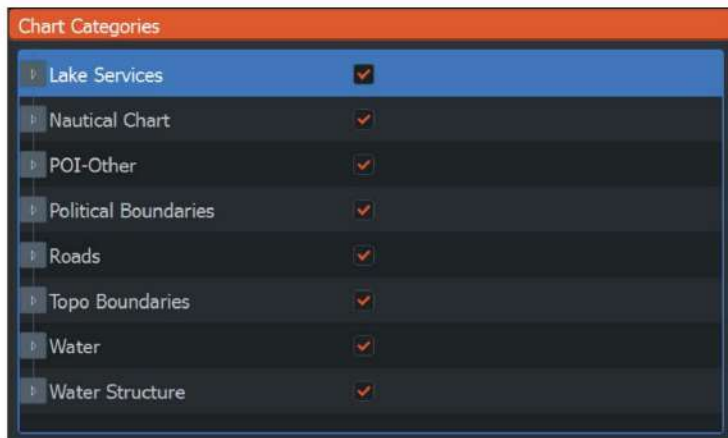 Chart Categories
Lake Services
Nautical Chart
POI-Other
Political Boundaries
Roads
Topo Boundaries
Water
Water Structure